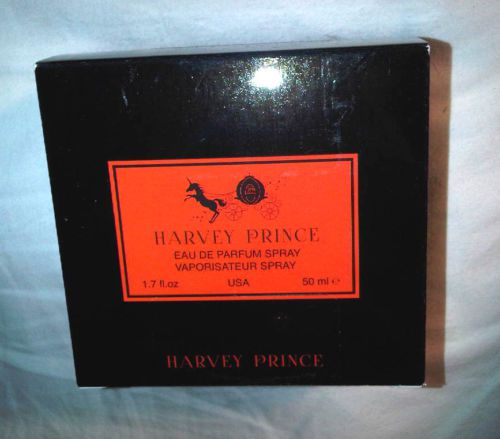 HARVEY PRINCE
EAU DE PARFUM SPRAY
VAPORISATEUR SPRAY
1.7 fl.oz USA 50 ml ℮
HARVEY PRINCE